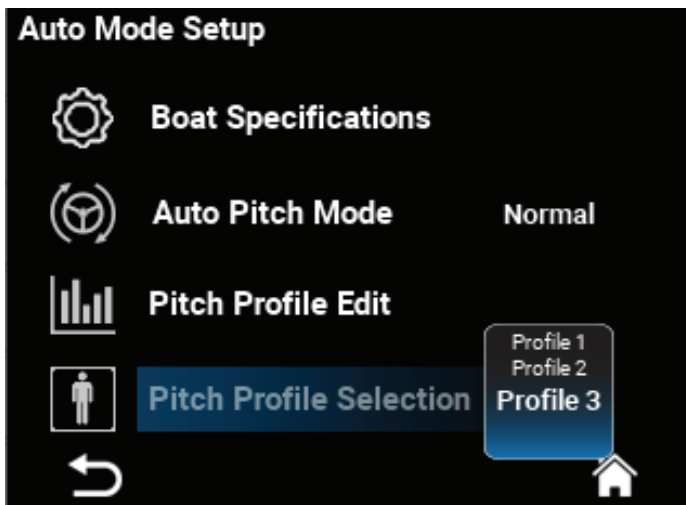 Auto Mode Setup
Boat Specifications
Auto Pitch Mode Normal
Pitch Profile Edit
Profile 1
Profile 2
Pitch Profile Selection Profile 3